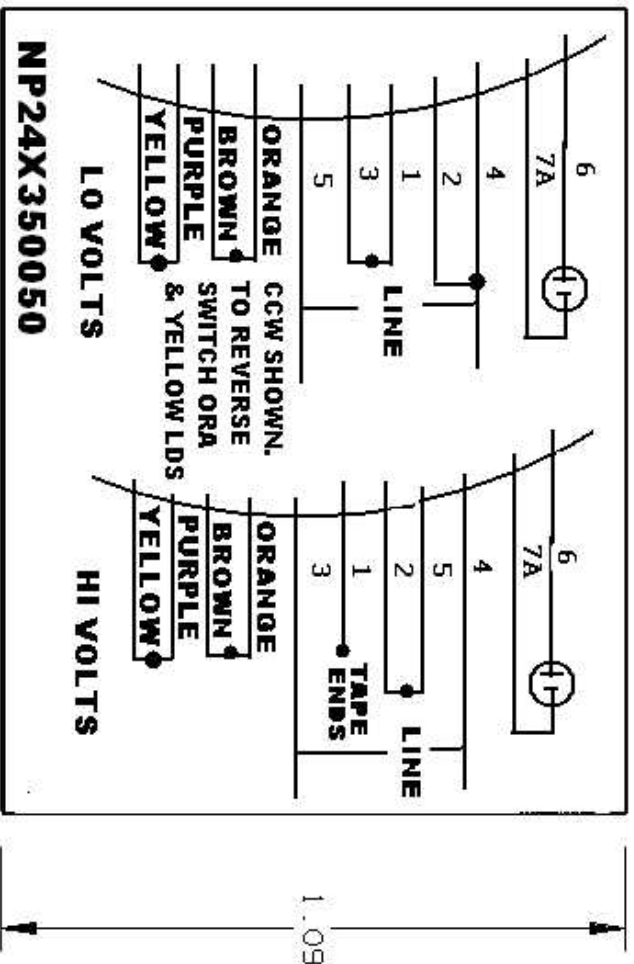 6
7A
4
2
1
3
5
LINE
ORANGE
BROWN
PURPLE
YELLOW
CCW SHOWN.
TO REVERSE
SWITCH ORA
& YELLOW LDS
LO VOLTS
6
7A
4
5
2
1
3
LINE
TAPE
ENDS
ORANGE
BROWN
PURPLE
YELLOW
HI VOLTS
NP24X350050
1.09